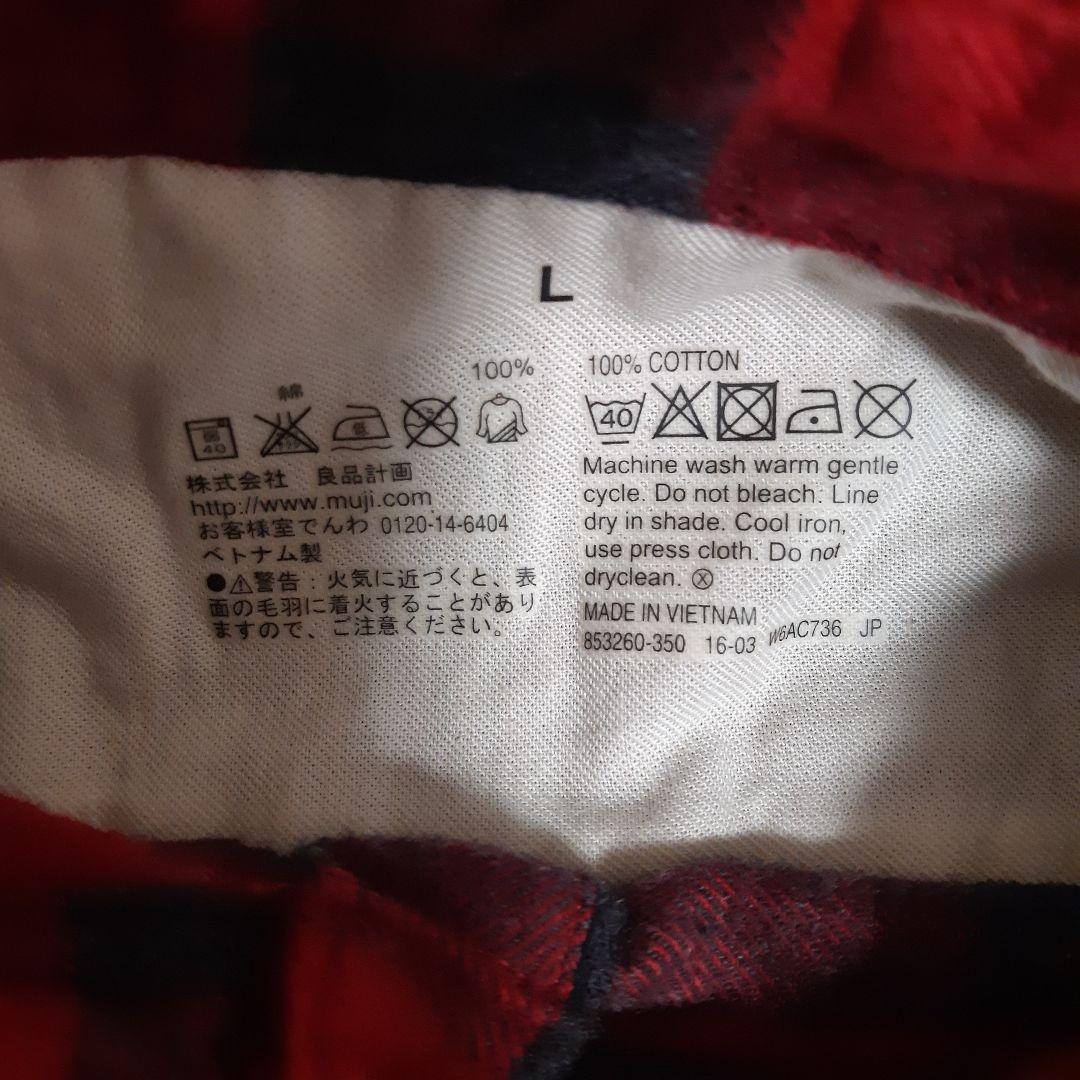 L
綿 100%
弱 40
低
株式会社 良品計画
http://www.muji.com
お客様室でんわ 0120-14-6404
ベトナム製
●⚠警告：火気に近づくと、表
面の毛羽に着火することがあり
ますので、ご注意ください。
100% COTTON
40
Machine wash warm gentle
cycle. Do not bleach. Line
dry in shade. Cool iron,
use press cloth. Do not
dryclean. ⓧ
MADE IN VIETNAM
853260-350 16-03 W6AC736 JP